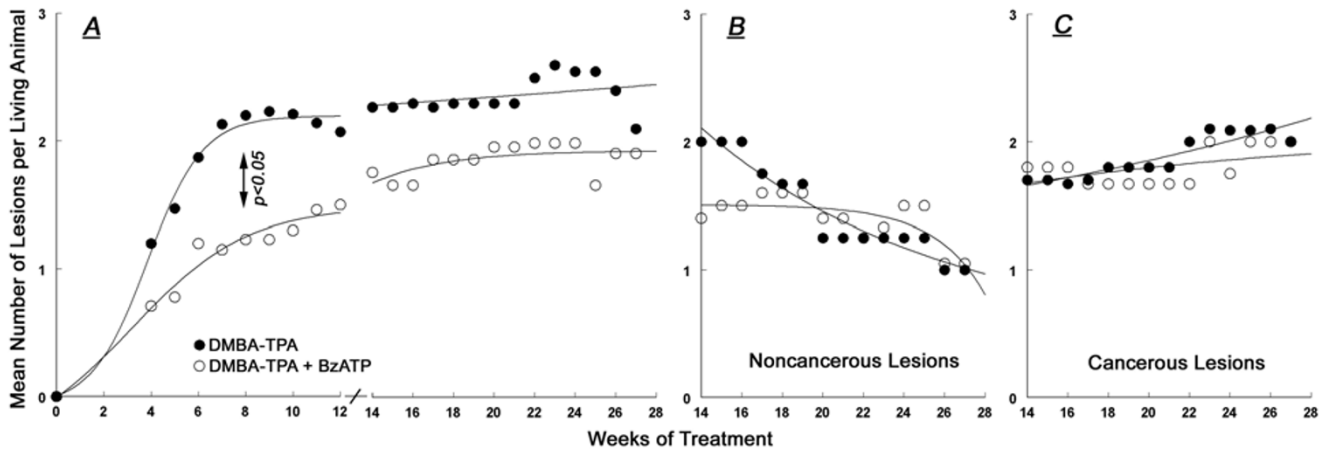 Mean Number of Lesions per Living Animal
A
3
2
1
0
p<0.05
DMBA-TPA
DMBA-TPA + BzATP
0 2 4 6 8 10 12 14 16 18 20 22 24 26 28
B
3
2
1
0
Noncancerous Lesions
14 16 20 24 26 28
C
3
2
1
0
Cancerous Lesions
14 16 20 22 24 26 28
Weeks of Treatment